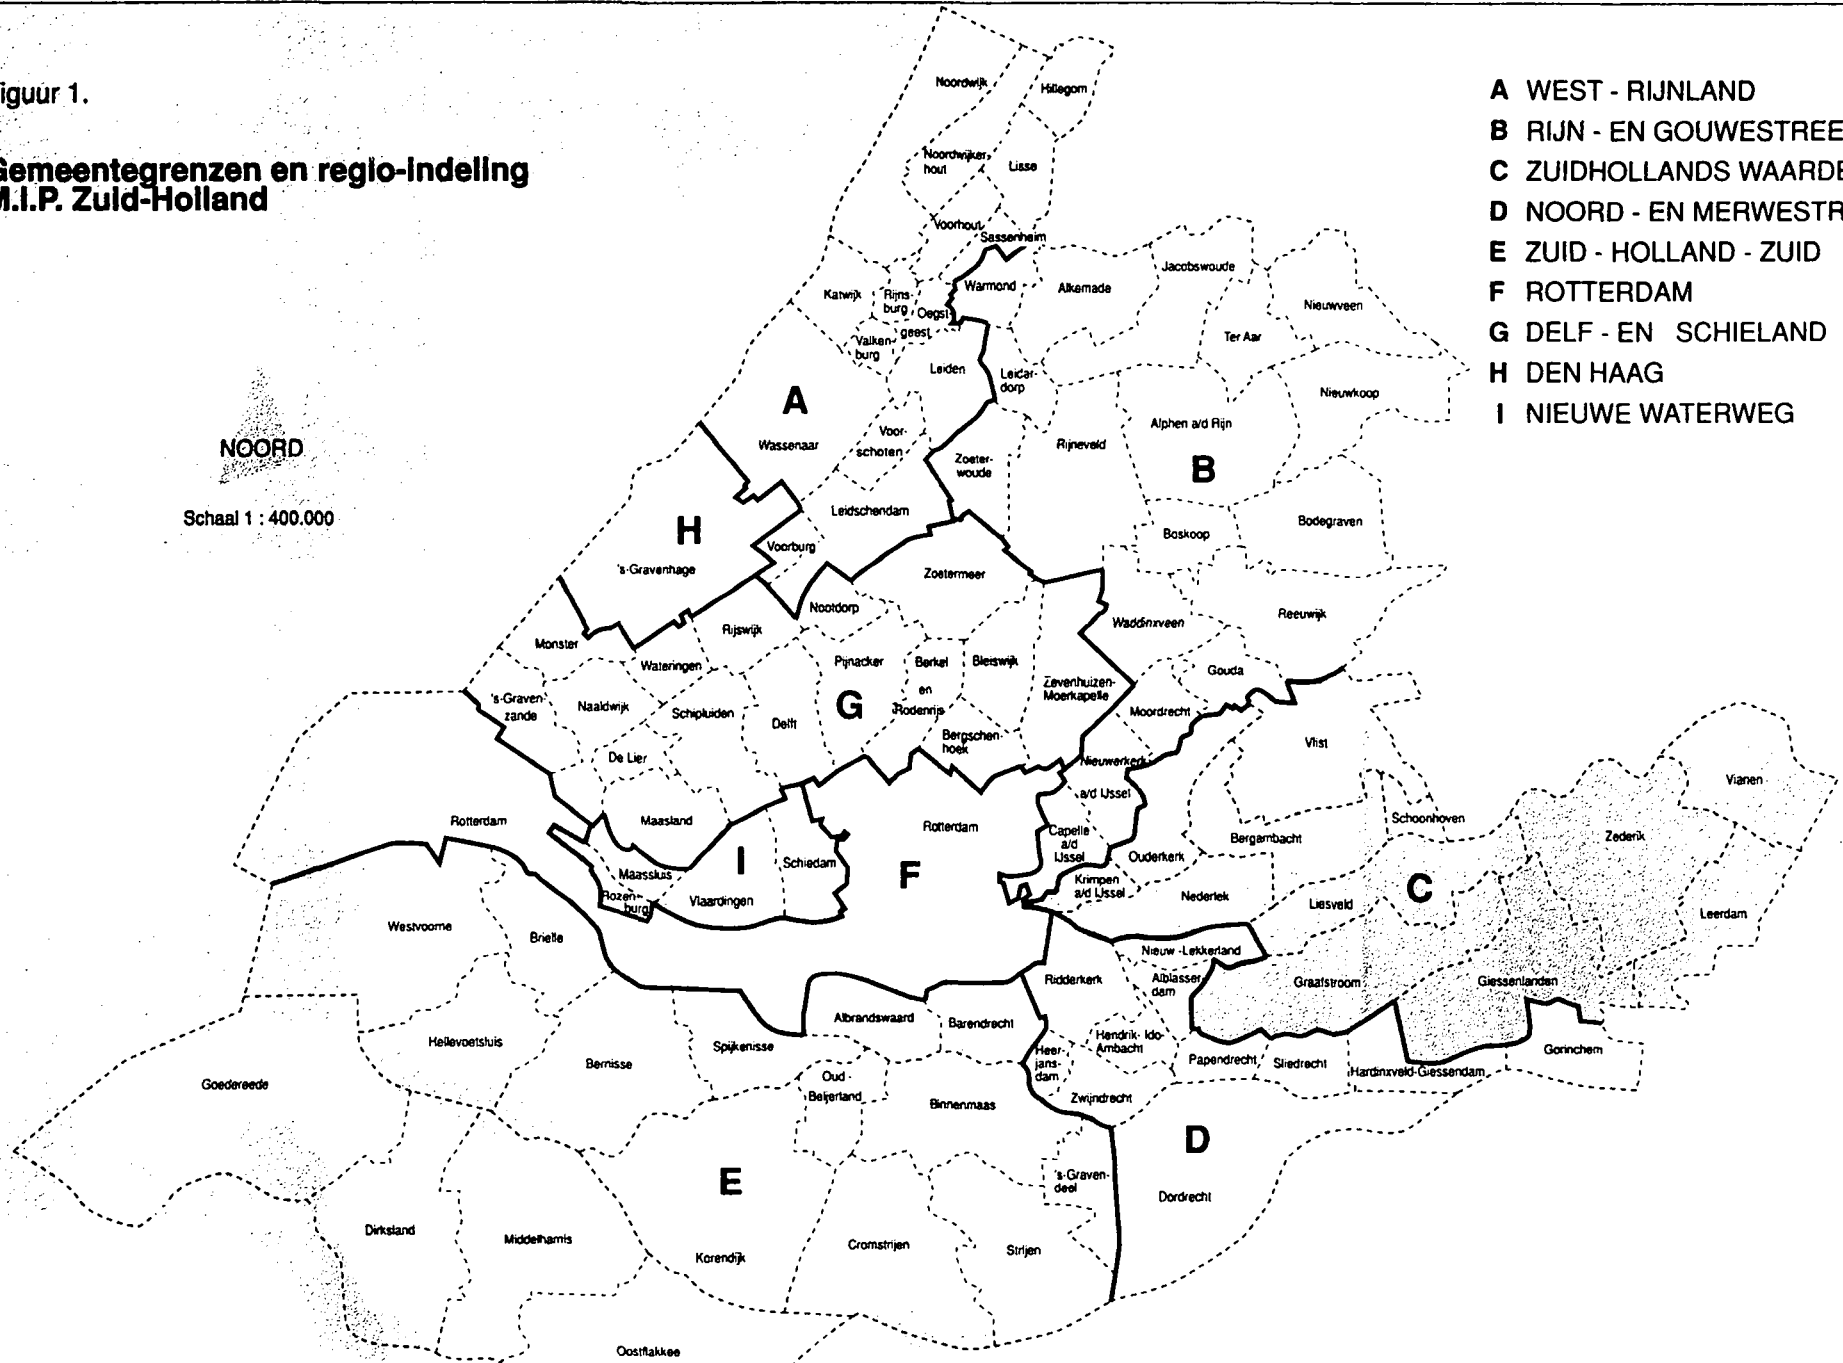 iguur 1.
Gemeentegrenzen en regio-indeling
M.I.P. Zuid-Holland
NOORD
Schaal 1 : 400.000
A WEST - RIJNLAND
B RIJN - EN GOUWESTREE
C ZUIDHOLLANDS WAARDE
D NOORD - EN MERWESTR
E ZUID - HOLLAND - ZUID
F ROTTERDAM
G DELF - EN SCHIELAND
H DEN HAAG
I NIEUWE WATERWEG
Noordwijk
Hillegom
Noordwijker-
hout
Lisse
Voorhout
Sassenheim
Katwijk
Rijns-
burg
Oegst-
geest
Warmond
Alkemade
Jacobswoude
Nieuwveen
Valken-
burg
Leiden
Leider-
dorp
Ter Aar
Nieuwkoop
A
Wassenaar
Voor-
schoten
Zoeter-
woude
Rijneveld
Alphen a/d Rijn
B
Leidschendam
Boskoop
Bodegraven
H
's-Gravenhage
Voorburg
Zoetermeer
Nootdorp
Waddinxveen
Reeuwijk
Monster
Rijswijk
Wateringen
Pijnacker
Berkel
en
Rodenrijs
Bleiswijk
Zevenhuizen-
Moerkapelle
Gouda
Moordrecht
's-Graven-
zande
Naaldwijk
Schipluiden
Delft
G
Bergschen-
hoek
De Lier
Nieuwerkerk
a/d IJssel
Vlist
Vianen
Rotterdam
Maasland
Rotterdam
Capelle
a/d
IJssel
Ouderkerk
Bergambacht
Schoonhoven
Zederik
I
Schiedam
F
Maassluis
Rozen-
burg
Vlaardingen
Krimpen
a/d IJssel
Nederlek
Liesveld
C
Leerdam
Westvoorne
Brielle
Nieuw-Lekkerland
Ridderkerk
Alblasser-
dam
Graafstroom
Giessenlanden
Albrandswaard
Barendrecht
Hellevoetsluis
Bernisse
Spijkenisse
Heer-
jans-
dam
Hendrik- Ido-
Ambacht
Papendrecht
Sliedrecht
Hardinxveld-Giessendam
Gorinchem
Goedereede
Oud -
Beijerland
Binnenmaas
Zwijndrecht
D
E
's-Graven-
deel
Dordrecht
Dirksland
Middelharnis
Korendijk
Cromstrijen
Strijen
Oostflakkee